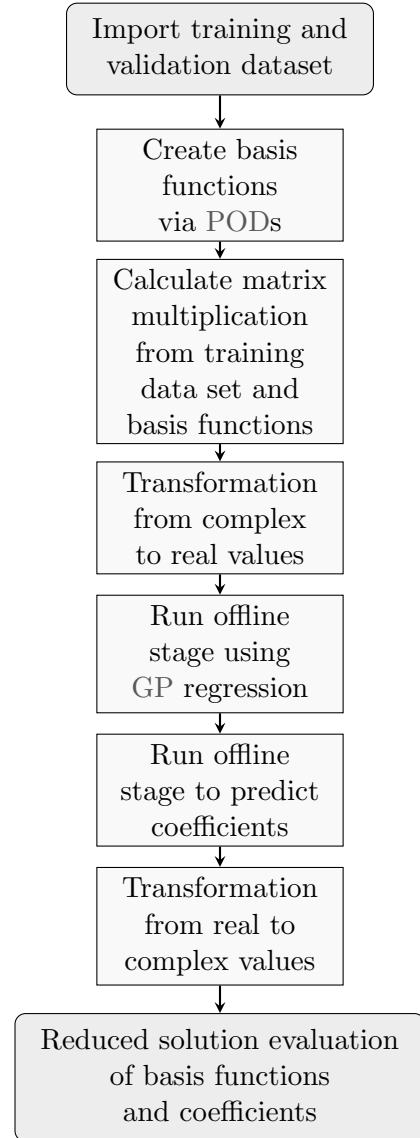 Import training and
validation dataset
Create basis
functions
via PODs
Calculate matrix
multiplication
from training
data set and
basis functions
Transformation
from complex
to real values
Run offline
stage using
GP regression
Run offline
stage to predict
coefficients
Transformation
from real to
complex values
Reduced solution evaluation
of basis functions
and coefficients